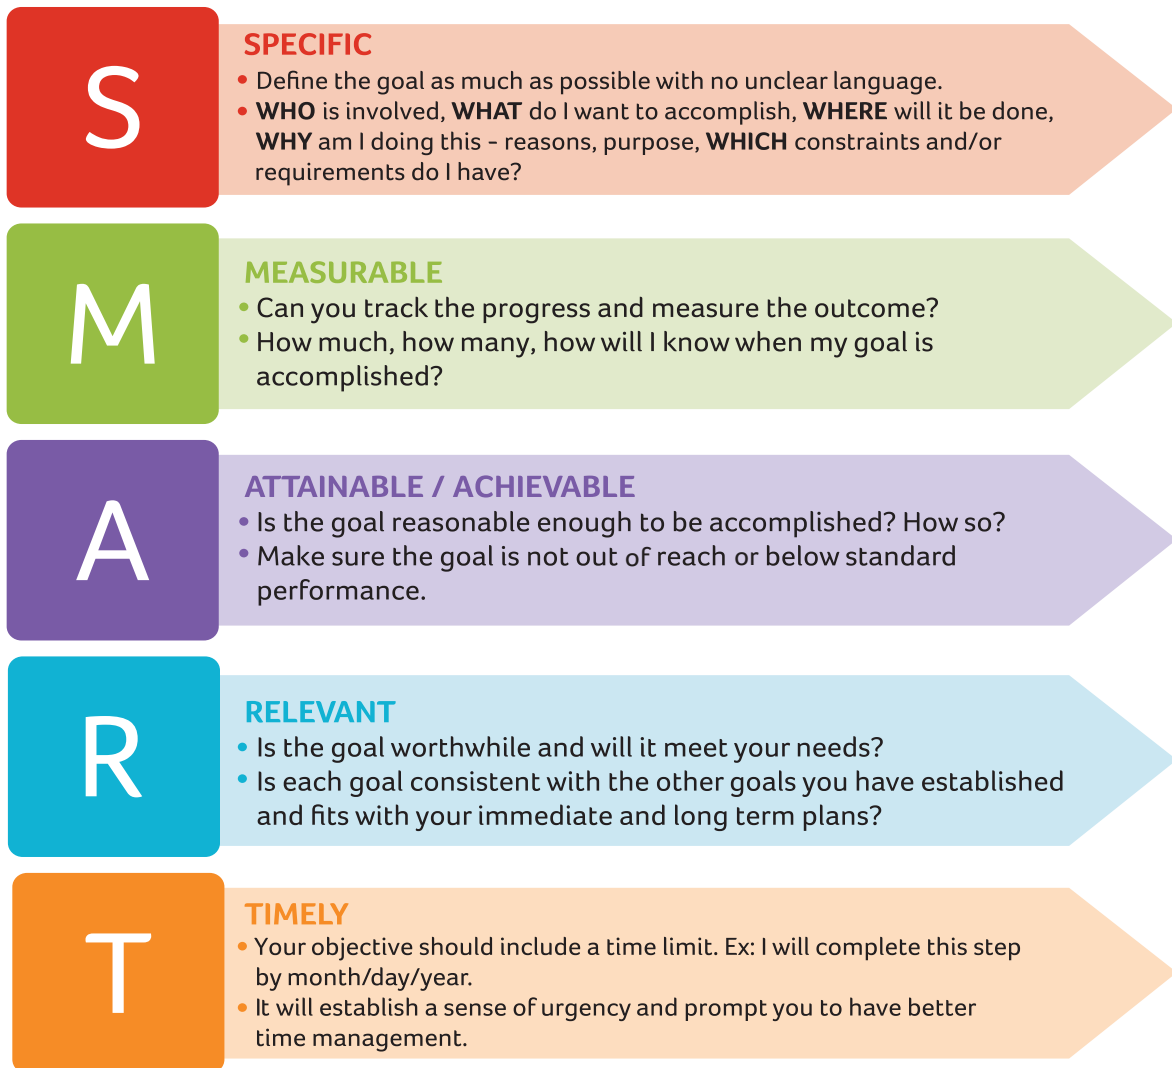 S
SPECIFIC
• Define the goal as much as possible with no unclear language.
• WHO is involved, WHAT do I want to accomplish, WHERE will it be done,
WHY am I doing this - reasons, purpose, WHICH constraints and/or
requirements do I have?
M
MEASURABLE
• Can you track the progress and measure the outcome?
• How much, how many, how will I know when my goal is
accomplished?
A
ATTAINABLE / ACHIEVABLE
• Is the goal reasonable enough to be accomplished? How so?
• Make sure the goal is not out of reach or below standard
performance.
R
RELEVANT
• Is the goal worthwhile and will it meet your needs?
• Is each goal consistent with the other goals you have established
and fits with your immediate and long term plans?
T
TIMELY
• Your objective should include a time limit. Ex: I will complete this step
by month/day/year.
• It will establish a sense of urgency and prompt you to have better
time management.